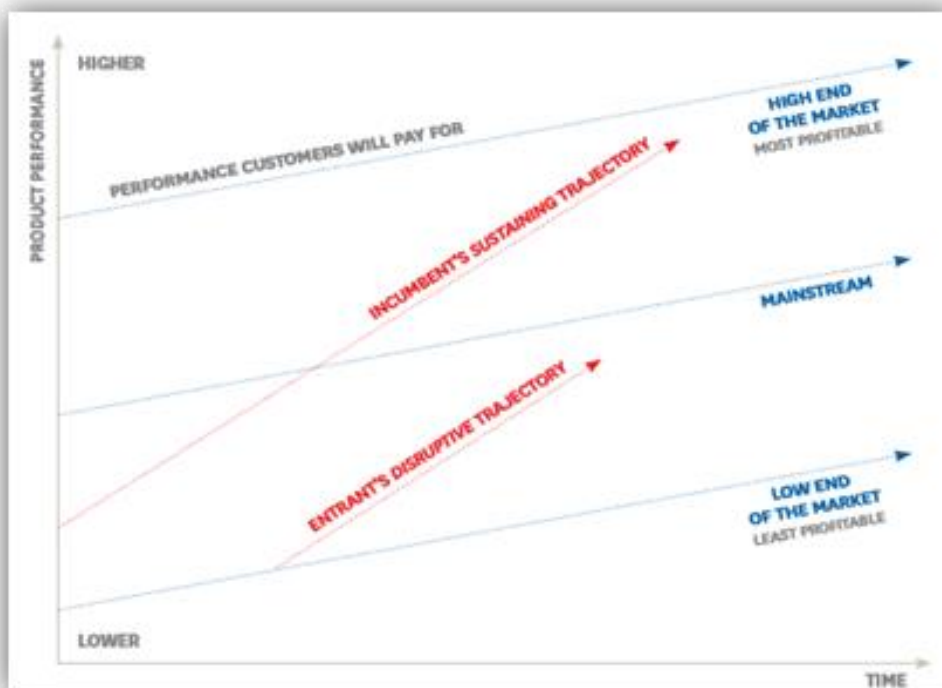 PRODUCT PERFORMANCE
HIGHER
PERFORMANCE CUSTOMERS WILL PAY FOR
HIGH END
OF THE MARKET
MOST PROFITABLE
INCUMBENT'S SUSTAINING TRAJECTORY
MAINSTREAM
ENTRANT'S DISRUPTIVE TRAJECTORY
LOW END
OF THE MARKET
LEAST PROFITABLE
LOWER
TIME